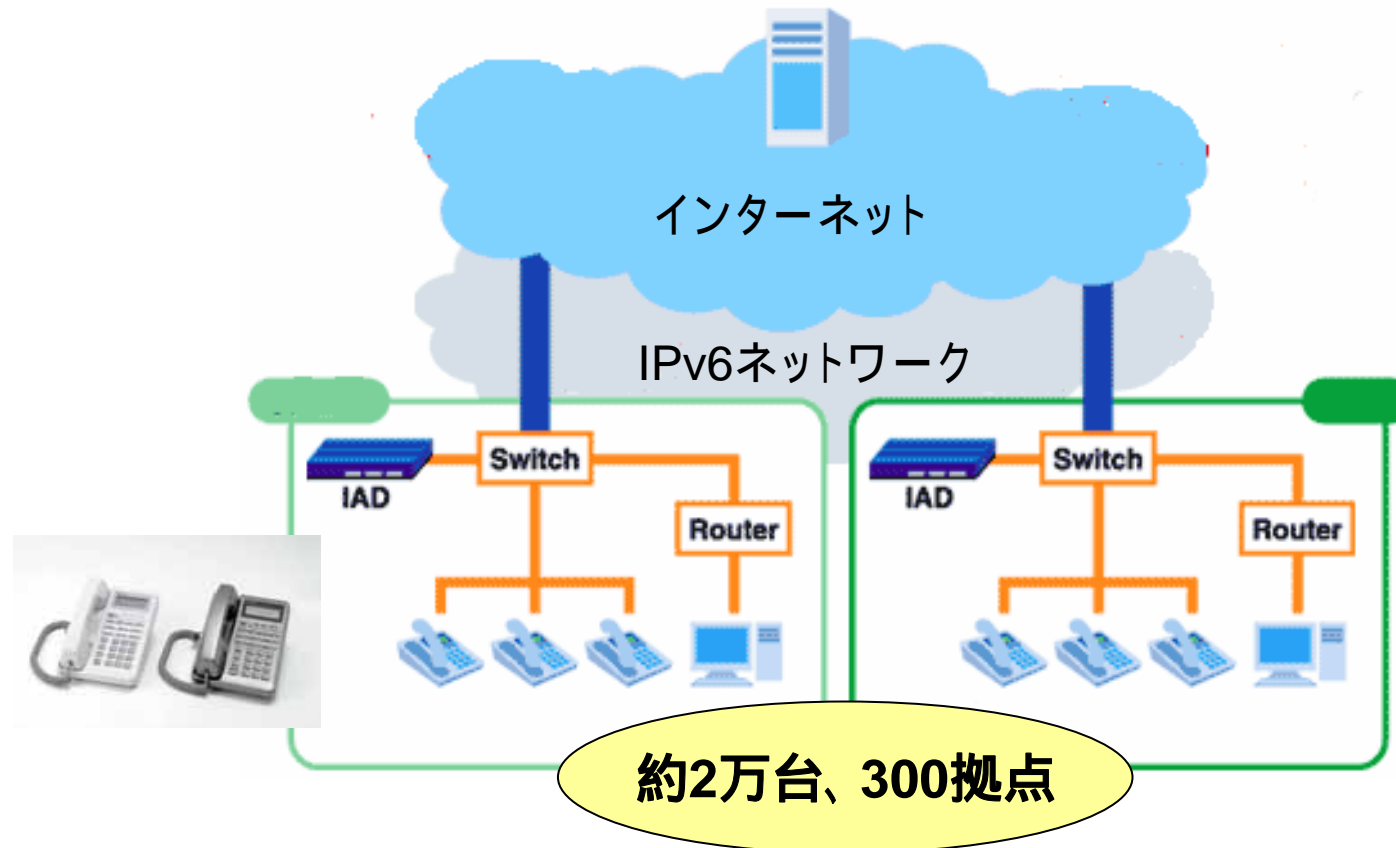 インターネット
IPv6ネットワーク
Switch
IAD
Router
Switch
IAD
Router
約2万台、300拠点